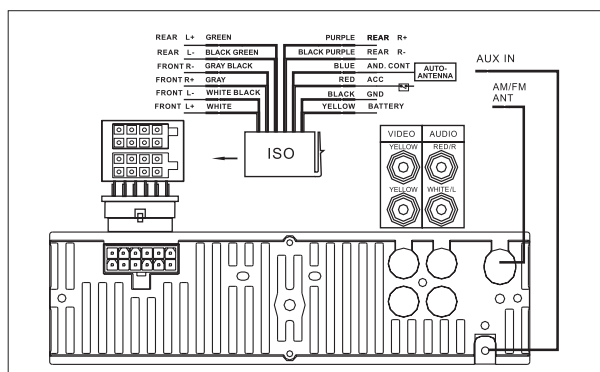 REAR L+ GREEN
REAR L- BLACK GREEN
FRONT R- GRAY BLACK
FRONT R+ GRAY
FRONT L- WHITE BLACK
FRONT L+ WHITE
PURPLE REAR R+
BLACK PURPLE REAR R-
BLUE AND. CONT
AUTO-
ANTENNA
RED ACC
BLACK GND
YELLOW BATTERY
ISO
AUX IN
AM/FM
ANT
VIDEO AUDIO
YELLOW RED/R
YELLOW WHITE/L